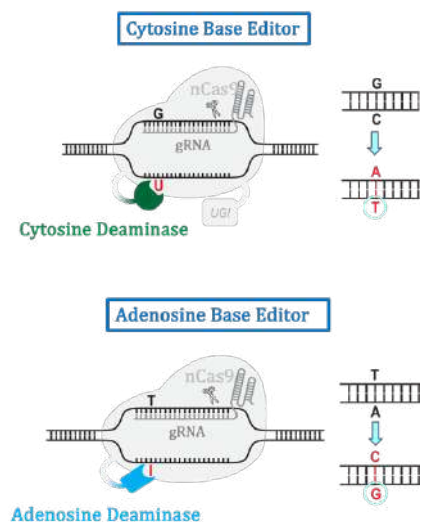 Cytosine Base Editor
nCas9
G
gRNA
U
UGI
Cytosine Deaminase
G
C
A
T
Adenosine Base Editor
nCas9
T
gRNA
I
Adenosine Deaminase
T
A
C
G